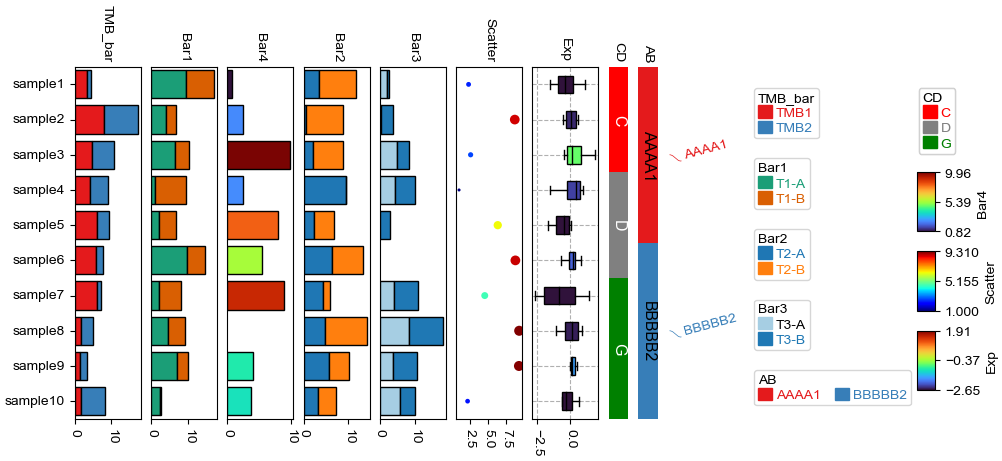 TMB_bar Bar1 Bar4 Bar2 Bar3 Scatter Exp CD AB
sample1
sample2
sample3
sample4
sample5
sample6
sample7
sample8
sample9
sample10
0 10
0 10
0 10
0 10
0 10
2.5 5.0 7.5
−2.5 0.0
C
D
G
AAAA1
BBBBB2
AAAA1
BBBBB2
TMB_bar
TMB1
TMB2
Bar1
T1-A
T1-B
Bar2
T2-A
T2-B
Bar3
T3-A
T3-B
AB
AAAA1 BBBBB2
CD
C
D
G
9.96
5.39
0.82
Bar4
9.310
5.155
1.000
Scatter
1.91
-0.37
-2.65
Exp